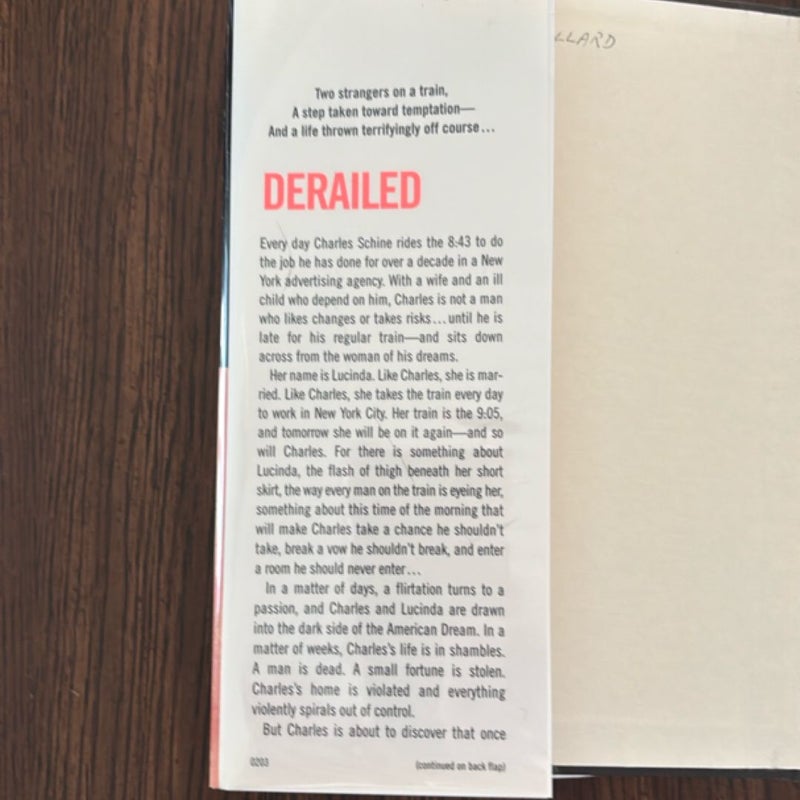 Two strangers on a train,
A step taken toward temptation—
And a life thrown terrifyingly off course...
DERAILED
Every day Charles Schine rides the 8:43 to do
the job he has done for over a decade in a New
York advertising agency. With a wife and an ill
child who depend on him, Charles is not a man
who likes changes or takes risks...until he is
late for his regular train—and sits down
across from the woman of his dreams.
Her name is Lucinda. Like Charles, she is mar-
ried. Like Charles, she takes the train every day
to work in New York City. Her train is the 9:05,
and tomorrow she will be on it again—and so
will Charles. For there is something about
Lucinda, the flash of thigh beneath her short
skirt, the way every man on the train is eyeing her,
something about this time of the morning that
will make Charles take a chance he shouldn't
take, break a vow he shouldn't break, and enter
a room he should never enter...
In a matter of days, a flirtation turns to a
passion, and Charles and Lucinda are drawn
into the dark side of the American Dream. In a
matter of weeks, Charles's life is in shambles.
A man is dead. A small fortune is stolen.
Charles's home is violated and everything
violently spirals out of control.
But Charles is about to discover that once
0203
(continued on back flap)
LLARD